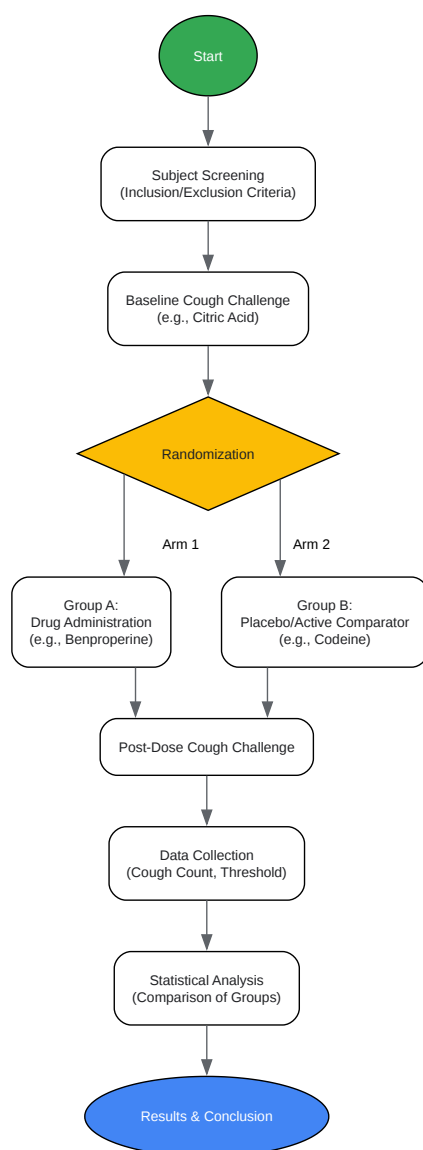 Start
Subject Screening
(Inclusion/Exclusion Criteria)
Baseline Cough Challenge
(e.g., Citric Acid)
Randomization
Arm 1
Arm 2
Group A:
Drug Administration
(e.g., Benproperine)
Group B:
Placebo/Active Comparator
(e.g., Codeine)
Post-Dose Cough Challenge
Data Collection
(Cough Count, Threshold)
Statistical Analysis
(Comparison of Groups)
Results & Conclusion